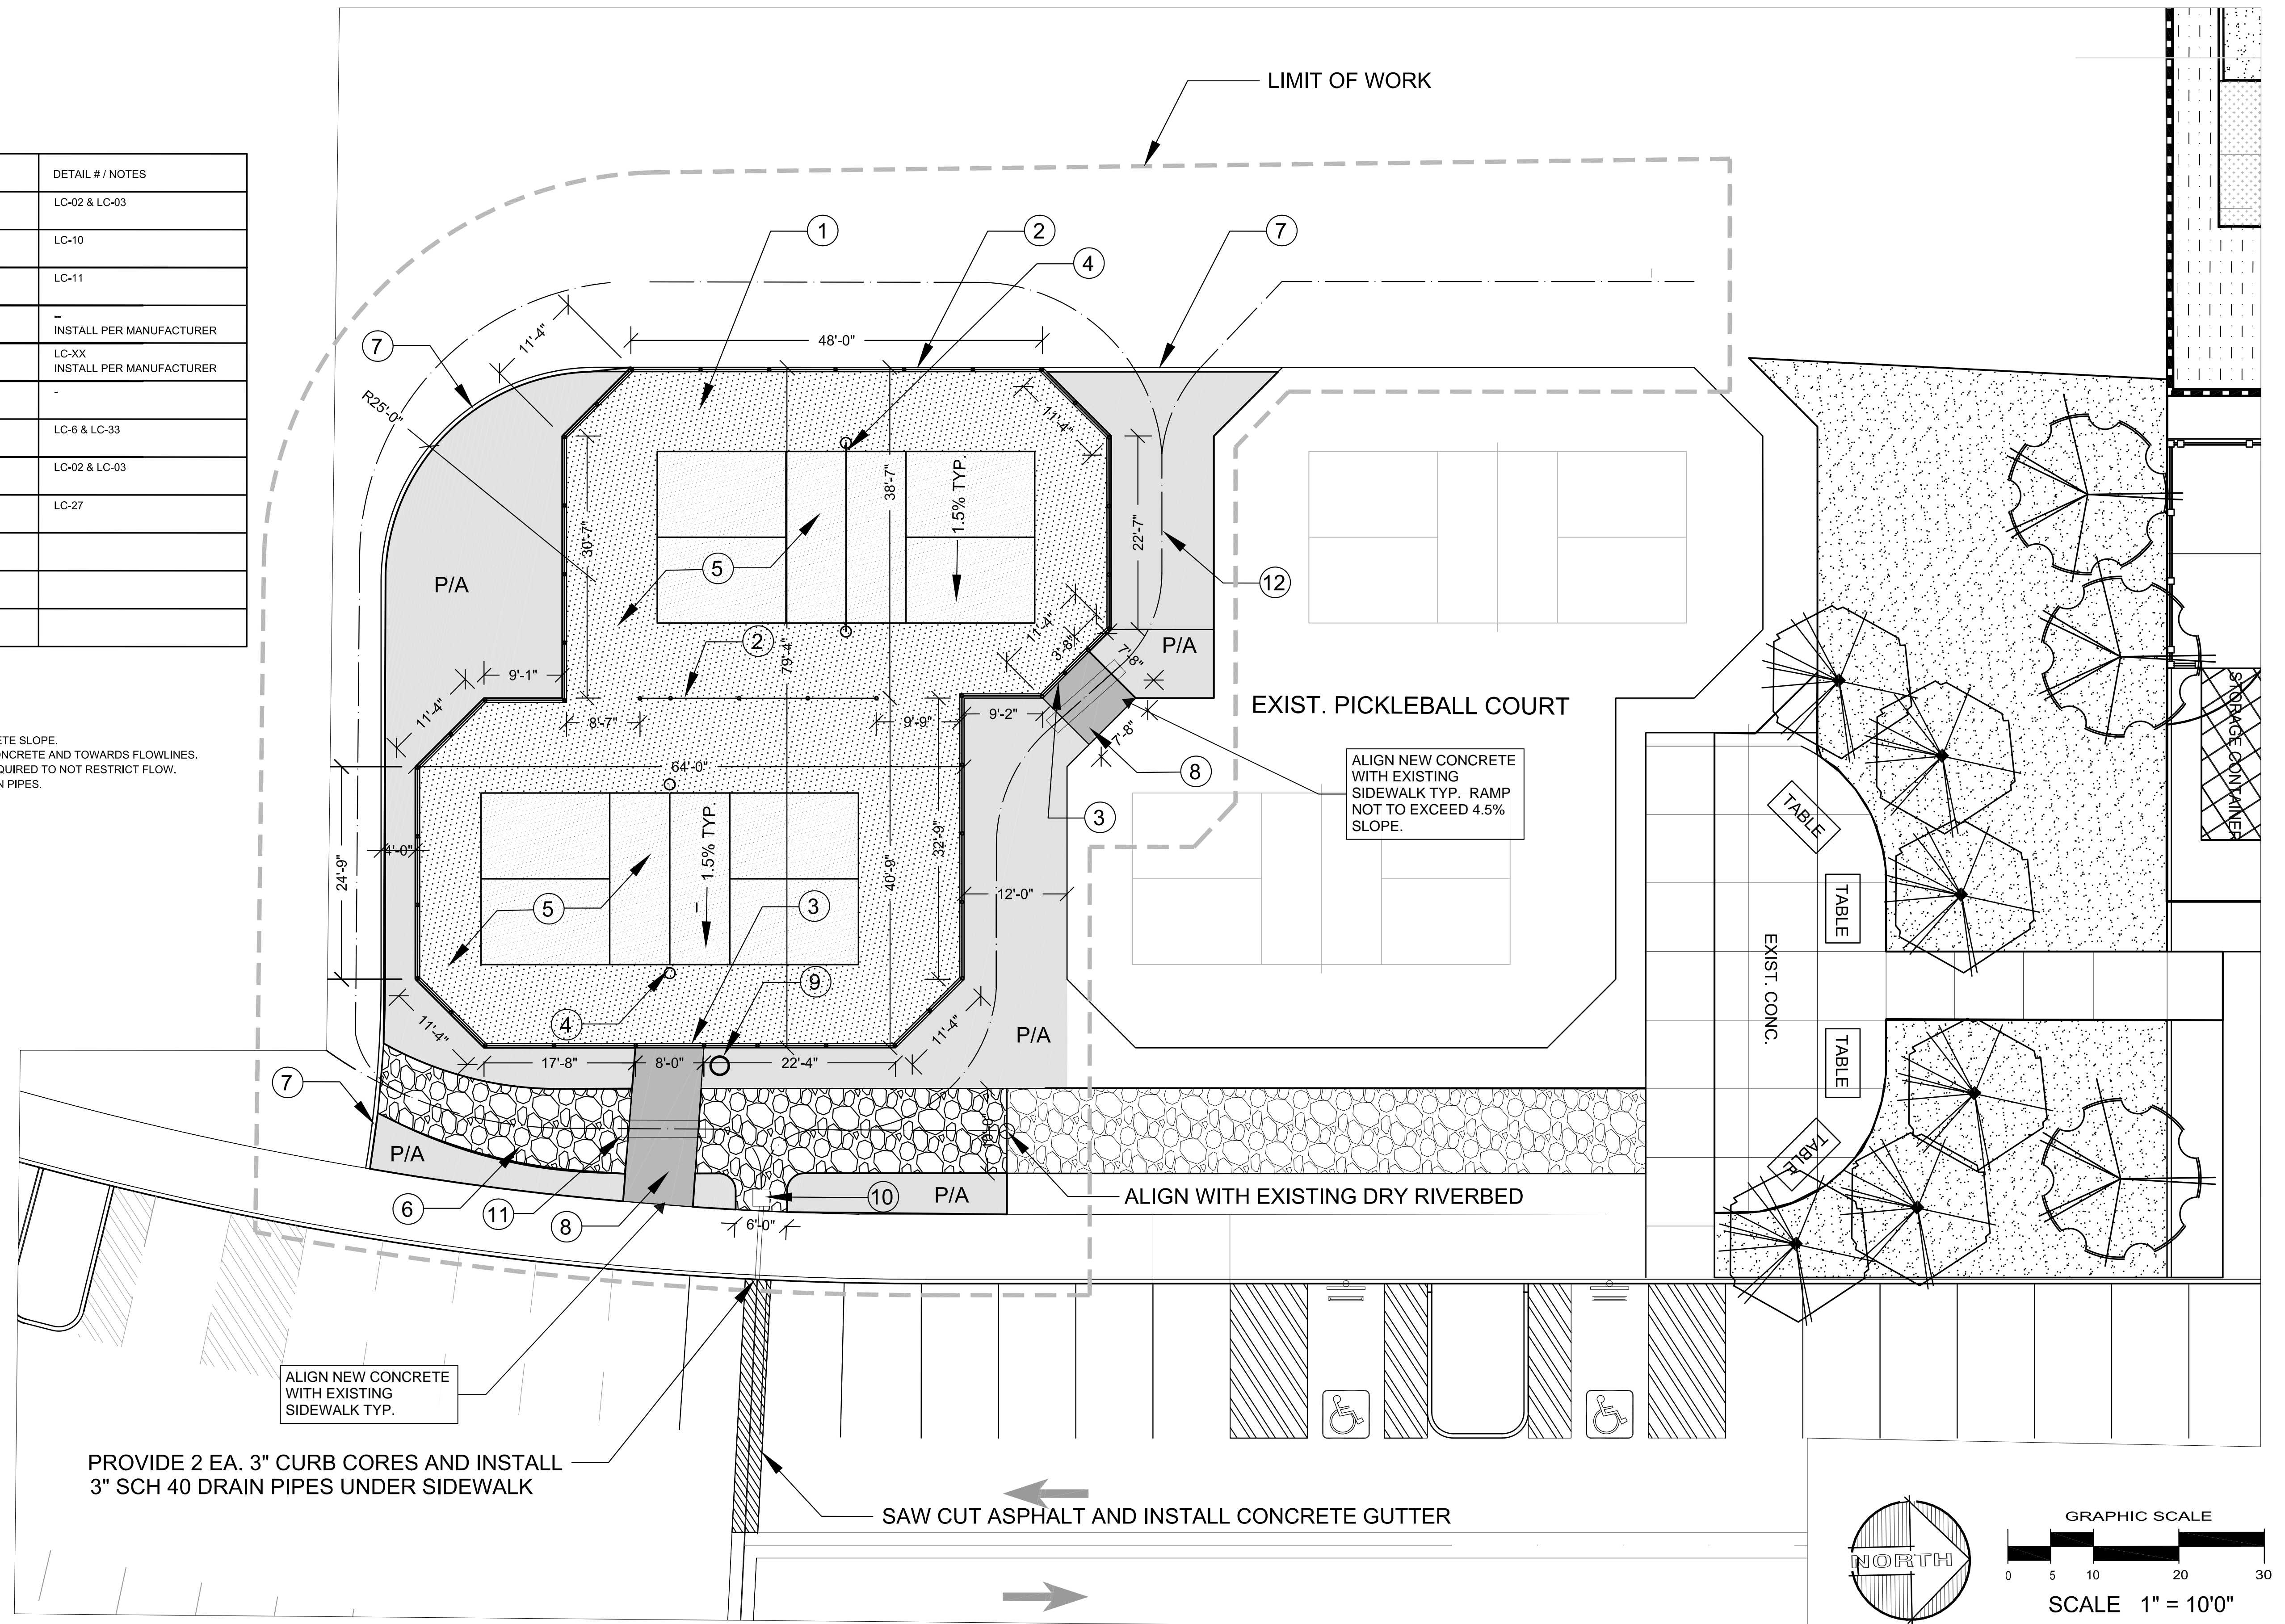 DETAIL # / NOTES
LC-02 & LC-03
LC-10
LC-11
--
INSTALL PER MANUFACTURER
LC-XX
INSTALL PER MANUFACTURER
-
LC-6 & LC-33
LC-02 & LC-03
LC-27
ETE SLOPE.
ONCRETE AND TOWARDS FLOWLINES.
QUIRED TO NOT RESTRICT FLOW.
N PIPES.
LIMIT OF WORK
1
2
7
4
11'-4"
48'-0"
7
R25'-0"
11'-4"
38'-7"
1.5% TYP.
30'-7"
22'-7"
5
12
P/A
11'-4"
3'-8"
7'-8"
P/A
2
79'-4"
9'-1"
11'-4"
8'-7"
9'-9"
9'-2"
7'-8"
EXIST. PICKLEBALL COURT
STORAGE CONTAINER
64'-0"
8
ALIGN NEW CONCRETE
WITH EXISTING
SIDEWALK TYP. RAMP
NOT TO EXCEED 4.5%
SLOPE.
TABLE
3
1.5% TYP.
32'-9"
4'-0"
24'-9"
40'-9"
12'-0"
5
3
TABLE
EXIST. CONC.
9
4
11'-4"
11'-4"
P/A
17'-8"
8'-0"
22'-4"
TABLE
7
10'-0"
P/A
TABLE
6
11
8
10
P/A
ALIGN WITH EXISTING DRY RIVERBED
6'-0"
ALIGN NEW CONCRETE
WITH EXISTING
SIDEWALK TYP.
PROVIDE 2 EA. 3" CURB CORES AND INSTALL
3" SCH 40 DRAIN PIPES UNDER SIDEWALK
SAW CUT ASPHALT AND INSTALL CONCRETE GUTTER
NORTH
GRAPHIC SCALE
0 5 10 20 30
SCALE 1" = 10'0"